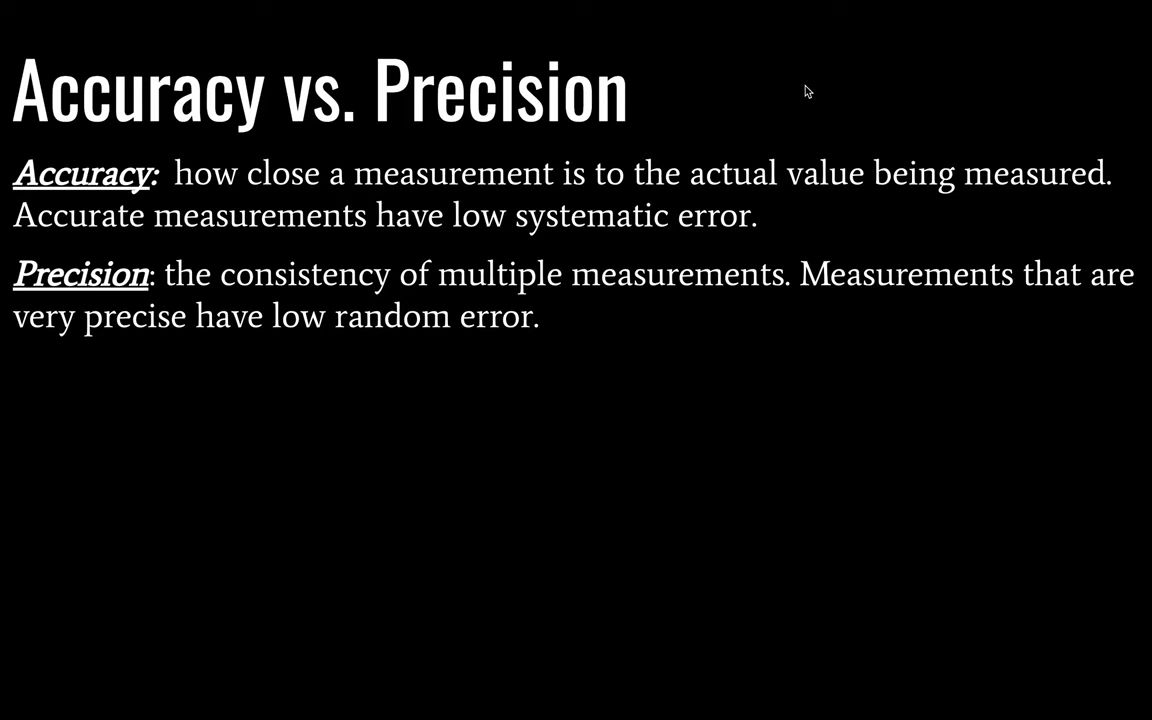 Accuracy vs. Precision
Accuracy: how close a measurement is to the actual value being measured.
Accurate measurements have low systematic error.
Precision: the consistency of multiple measurements. Measurements that are
very precise have low random error.